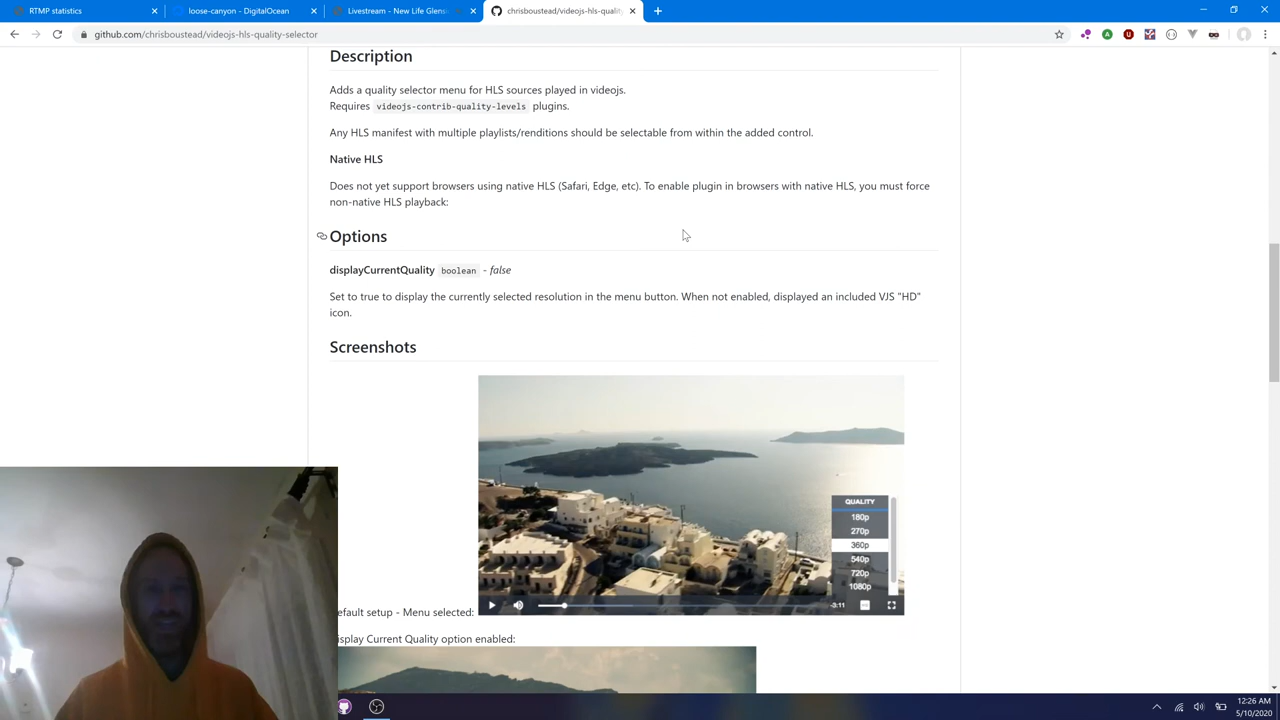 RTMP statistics
loose-canyon - DigitalOcean
Livestream - New Life Glensi
chrisboustead/videojs-hls-quality
github.com/chrisboustead/videojs-hls-quality-selector
Description
Adds a quality selector menu for HLS sources played in videojs.
Requires videojs-contrib-quality-levels plugins.
Any HLS manifest with multiple playlists/renditions should be selectable from within the added control.
Native HLS
Does not yet support browsers using native HLS (Safari, Edge, etc). To enable plugin in browsers with native HLS, you must force
non-native HLS playback:
Options
displayCurrentQuality boolean - false
Set to true to display the currently selected resolution in the menu button. When not enabled, displayed an included VJS "HD"
icon.
Screenshots
QUALITY
180p
270p
360p
540p
720p
1080p
-3:11
efault setup - Menu selected:
isplay Current Quality option enabled:
12:26 AM
5/10/2020